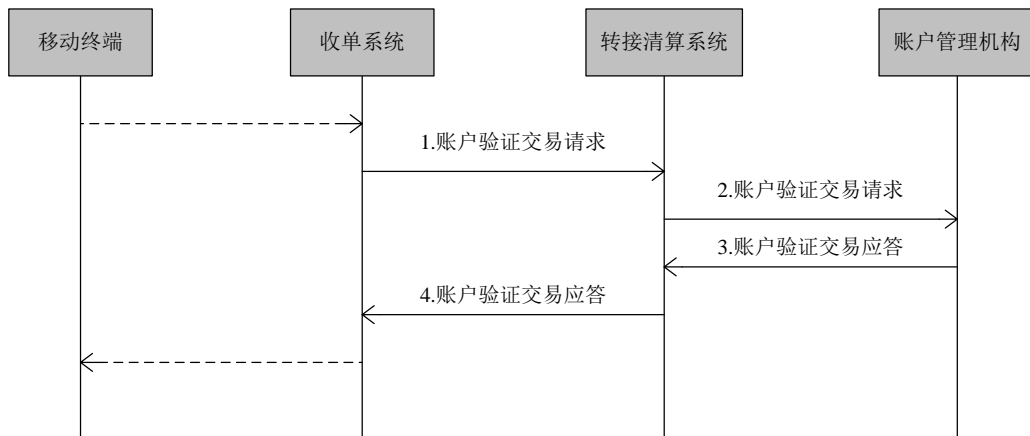 移动终端
收单系统
转接清算系统
账户管理机构
1.账户验证交易请求
2.账户验证交易请求
3.账户验证交易应答
4.账户验证交易应答